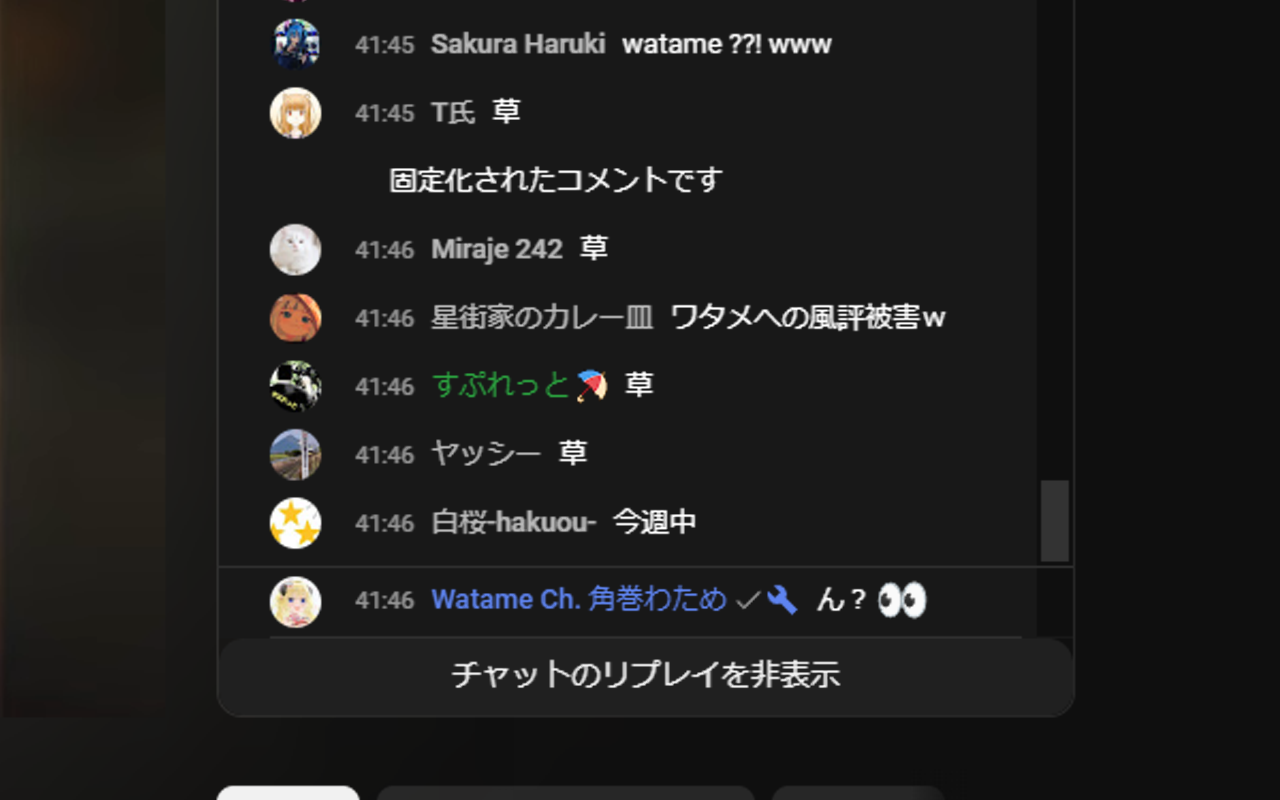 41:45 Sakura Haruki watame ??! www
41:45 T氏 草
固定化されたコメントです
41:46 Miraje 242 草
41:46 星街家のカレー皿 ワタメへの風評被害w
41:46 すぷれっと🌂 草
41:46 ヤッシー 草
41:46 白桜-hakuou- 今週中
41:46 Watame Ch. 角巻わため ん? 👀
チャットのリプレイを非表示